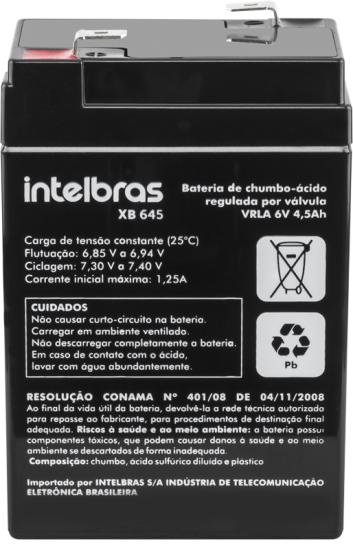 intelbras
XB 645
Bateria de chumbo-ácido
regulada por válvula
VRLA 6V 4,5Ah
Carga de tensão constante (25°C)
Flutuação: 6,85 V a 6,94 V
Ciclagem: 7,30 V a 7,40 V
Corrente inicial máxima: 1,25A
CUIDADOS
Não causar curto-circuito na bateria.
Carregar em ambiente ventilado.
Não descarregar completamente a bateria.
Em caso de contato com o ácido,
lavar com água abundantemente.
Pb
RESOLUÇÃO CONAMA Nº 401/08 DE 04/11/2008
Ao final da vida útil da bateria, devolvê-la a rede técnica autorizada
para repasse ao fabricante, para procedimentos de destinação final
adequada. Riscos à saúde e ao meio ambiente: a bateria possui
componentes tóxicos, que podem causar danos à saúde e ao meio
ambiente se descartados de forma inadequada.
Composição: chumbo, ácido sulfúrico diluído e plástico
Importado por INTELBRAS S/A INDÚSTRIA DE TELECOMUNICAÇÃO
ELETRÔNICA BRASILEIRA